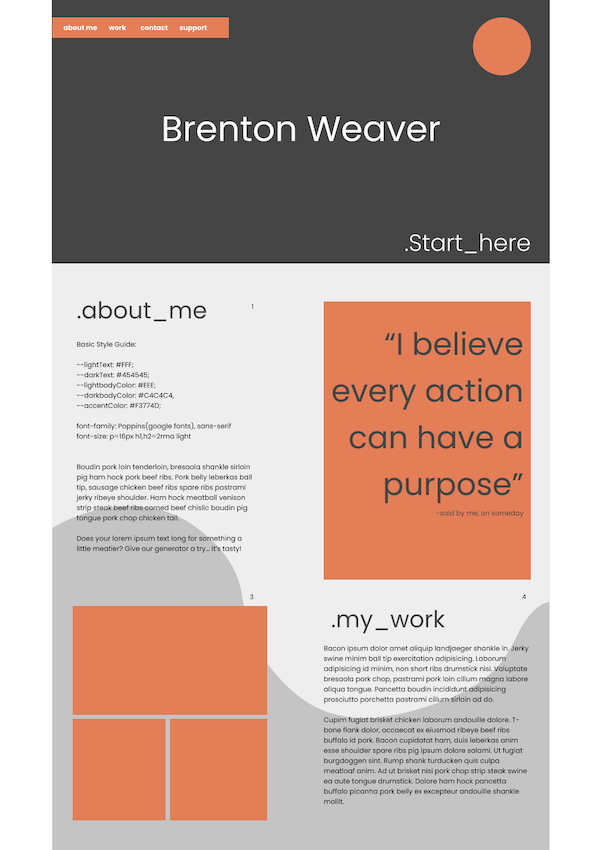 about me work contact support
Brenton Weaver
.Start_here
.about_me
1
Basic Style Guide:
--lightText: #FFF;
--darkText: #454545;
--lightbodyColor: #EEE;
--darkbodyColor: #C4C4C4,
--accentColor: #F3774D;
font-family: Poppins(google fonts), sans-serif
font-size: p=16px h1,h2=2rma light
Boudin pork loin tenderloin, bresaola shankle sirloin
pig ham hock pork beef ribs. Pork belly leberkas ball
tip, sausage chicken beef ribs spare ribs pastrami
jerky ribeye shoulder. Ham hock meatball venison
strip steak beef ribs corned beef chislic boudin pig
tongue pork chop chicken tail.
Does your lorem ipsum text long for something a
little meatier? Give our generator a try… it's tasty!
“I believe
every action
can have a
purpose”
-said by me, on someday
3
4
.my_work
Bacon ipsum dolor amet aliquip landjaeger shankle in. Jerky
swine minim ball tip exercitation adipisicing. Laborum
adipisicing id minim, non short ribs drumstick nisi. Voluptate
bresaola pork chop, pastrami pork loin cillum magna labore
aliqua tongue. Pancetta boudin incididunt adipisicing
prosciutto porchetta pastrami cillum sirloin ad do.
Cupim fugiat brisket chicken laborum andouille dolore. T-
bone flank dolor, occaecat ex eiusmod ribeye beef ribs
buffalo id pork. Bacon cupidatat ham, duis leberkas anim
esse shoulder spare ribs pig ipsum dolore salami. Ut fugiat
burgdoggen sint. Rump shank turducken quis culpa
meatloaf anim. Ad ut brisket nisi pork chop strip steak swine
ea aute tongue drumstick. Dolore ham hock pancetta
buffalo picanha pork belly ex excepteur andouille shankle
mollit.